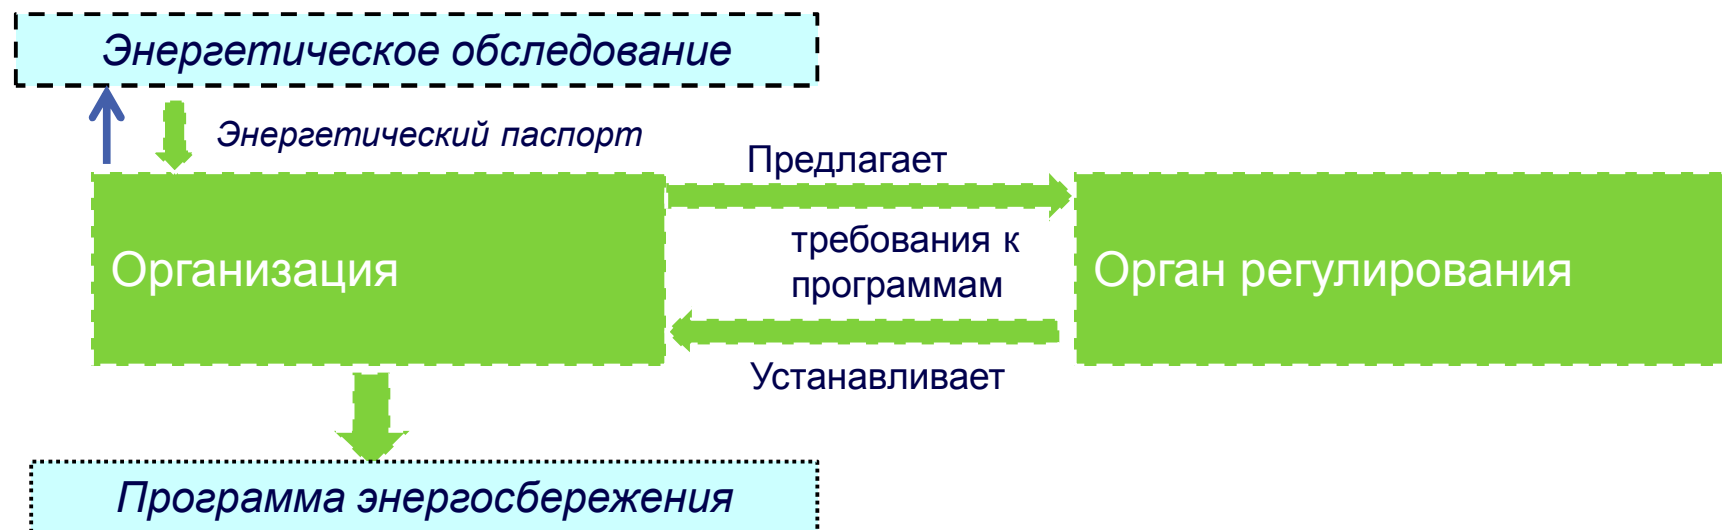 Энергетическое обследование
Энергетический паспорт
Предлагает
Организация
требования к
программам
Орган регулирования
Устанавливает
Программа энергосбережения